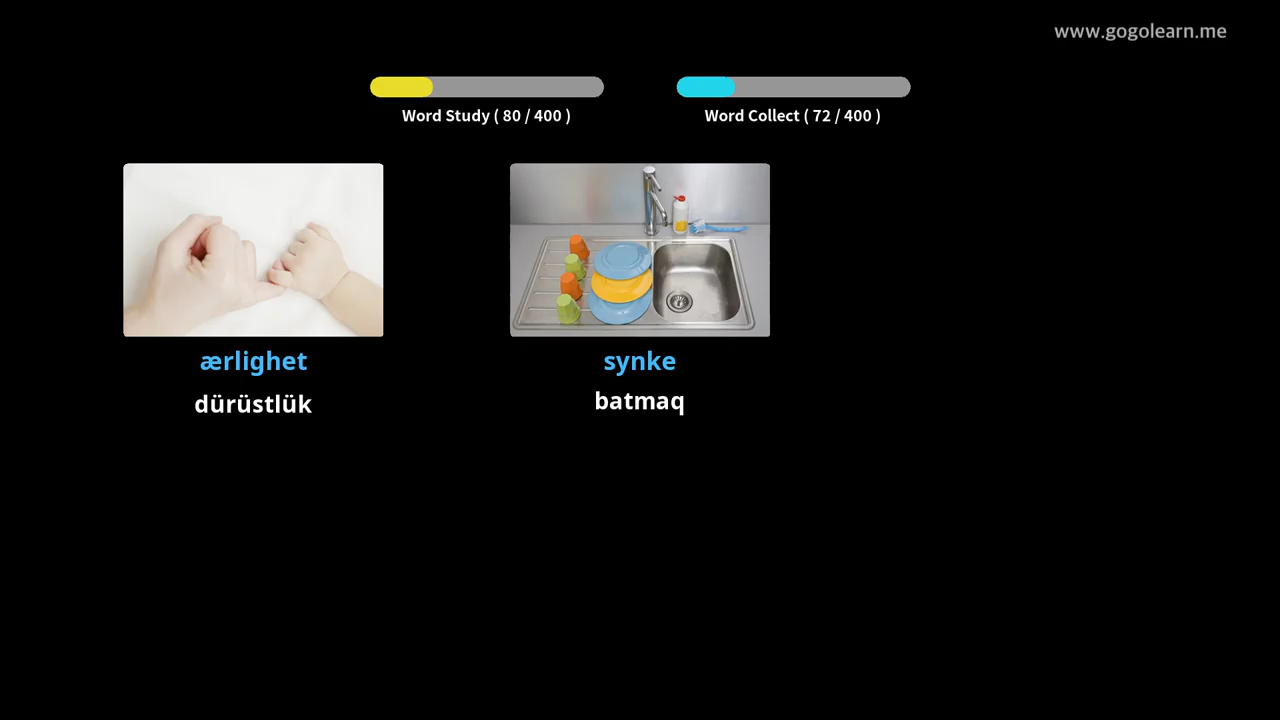 www.gogolearn.me
Word Study ( 80 / 400 )
Word Collect ( 72 / 400 )
ærlighet
dürüstlük
synke
batmaq